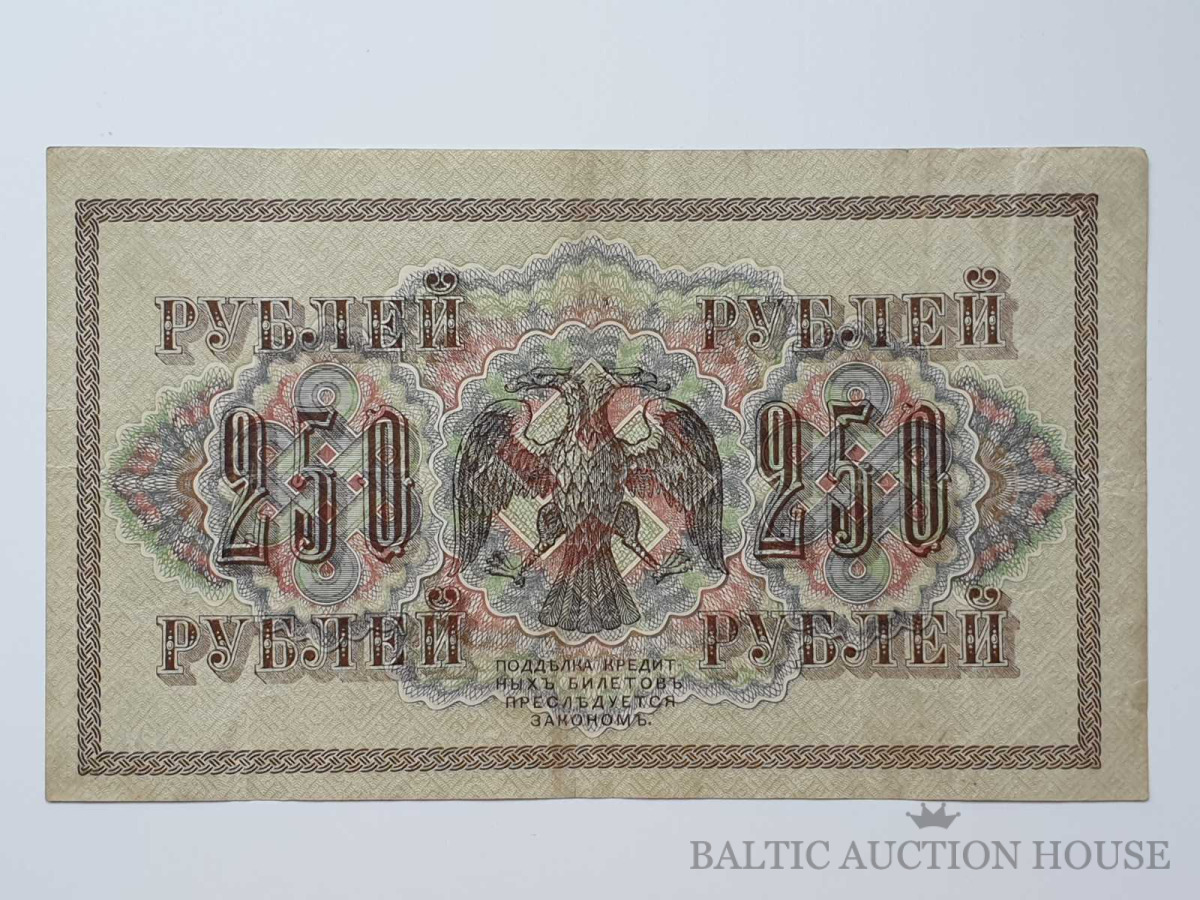 РУБЛЕЙ РУБЛЕЙ
250 250
РУБЛЕЙ РУБЛЕЙ
ПОДДѢЛКА КРЕДИТ-
НЫХЪ БИЛЕТОВЪ
ПРЕСЛѢДУЕТСЯ
ЗАКОНОМЪ.
BALTIC AUCTION HOUSE